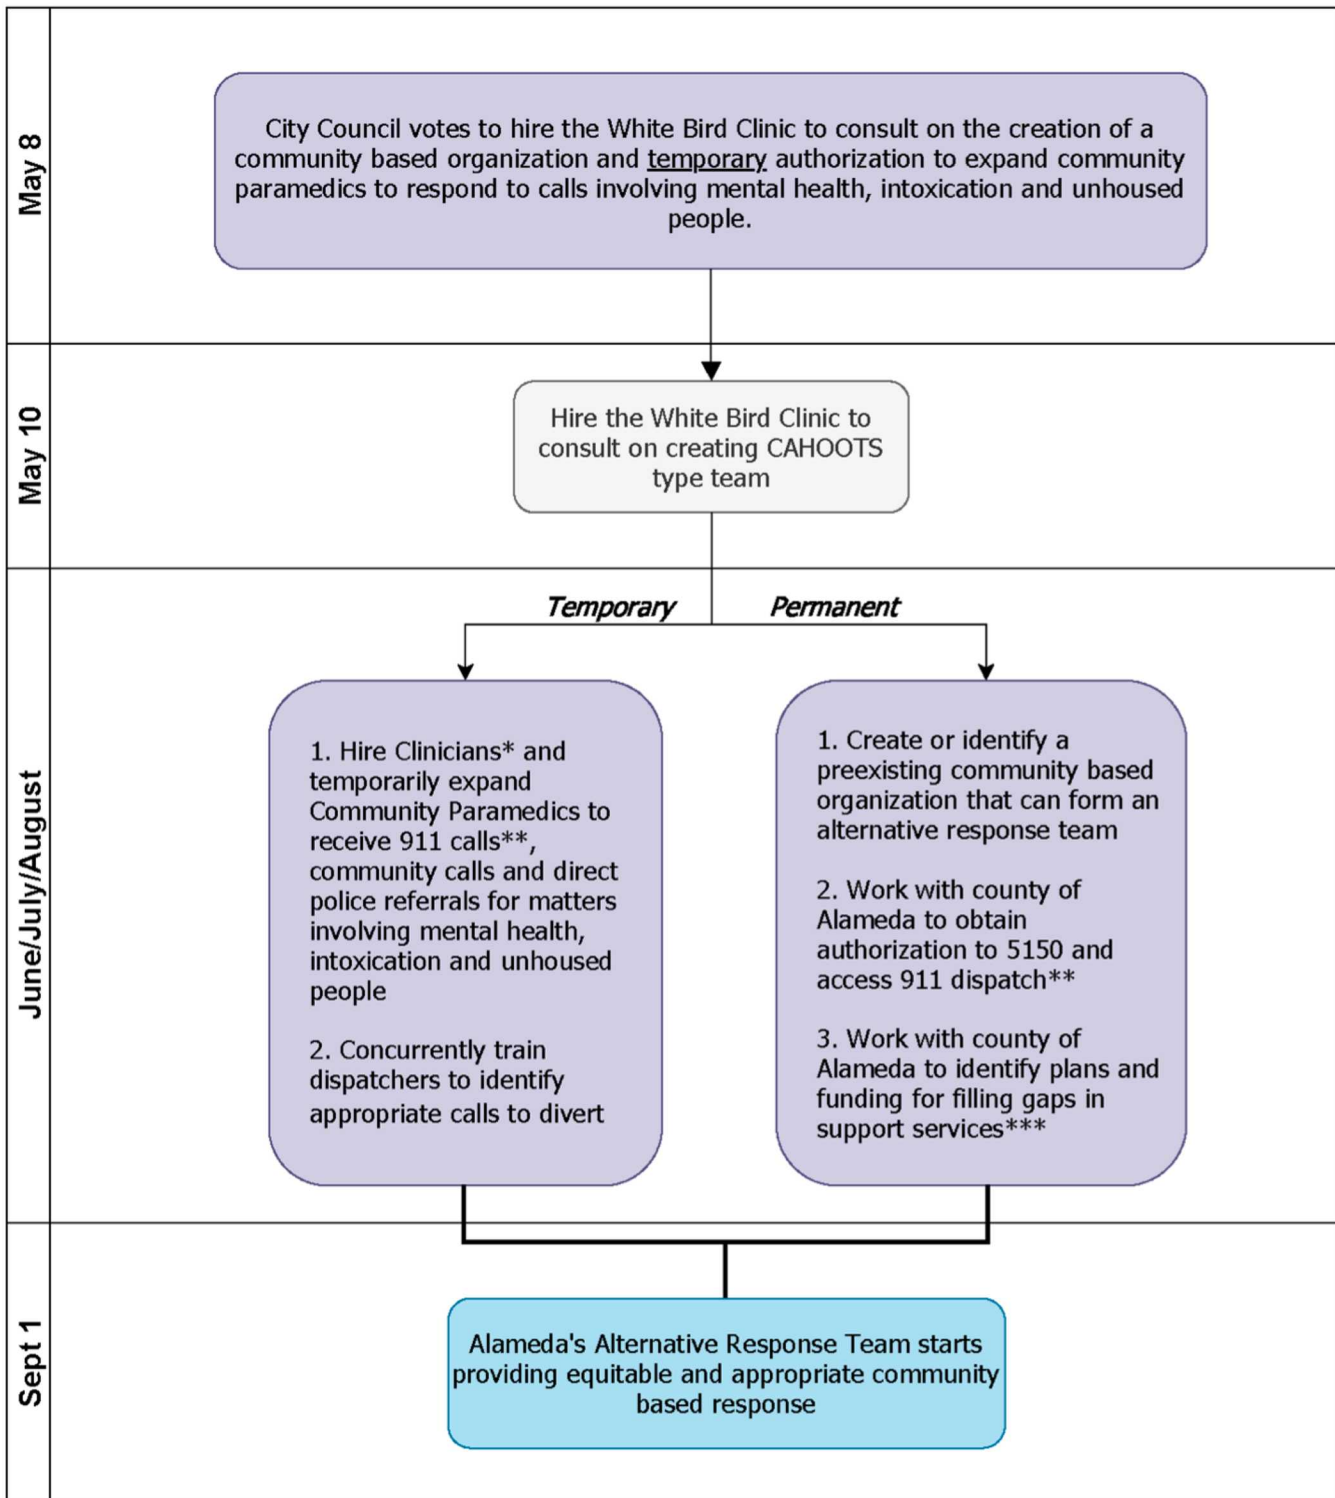 May 8
City Council votes to hire the White Bird Clinic to consult on the creation of a
community based organization and temporary authorization to expand community
paramedics to respond to calls involving mental health, intoxication and unhoused
people.
May 10
Hire the White Bird Clinic to
consult on creating CAHOOTS
type team
June/July/August
Temporary
Permanent
1. Hire Clinicians* and
temporarily expand
Community Paramedics to
receive 911 calls**,
community calls and direct
police referrals for matters
involving mental health,
intoxication and unhoused
people
2. Concurrently train
dispatchers to identify
appropriate calls to divert
1. Create or identify a
preexisting community based
organization that can form an
alternative response team
2. Work with county of
Alameda to obtain
authorization to 5150 and
access 911 dispatch**
3. Work with county of
Alameda to identify plans and
funding for filling gaps in
support services***
Sept 1
Alameda's Alternative Response Team starts
providing equitable and appropriate community
based response